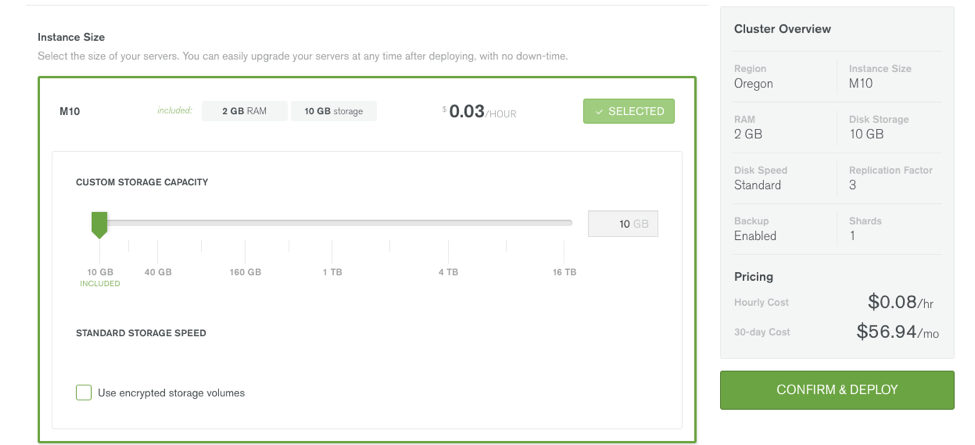 Instance Size
Select the size of your servers. You can easily upgrade your servers at any time after deploying, with no down-time.
M10
included:
2 GB RAM
10 GB storage
$0.03/HOUR
✓ SELECTED
CUSTOM STORAGE CAPACITY
10 GB
10 GB 40 GB 160 GB 1 TB 4 TB 16 TB
INCLUDED
STANDARD STORAGE SPEED
Use encrypted storage volumes
Cluster Overview
Region Instance Size
Oregon M10
RAM Disk Storage
2 GB 10 GB
Disk Speed Replication Factor
Standard 3
Backup Shards
Enabled 1
Pricing
Hourly Cost $0.08/hr
30-day Cost $56.94/mo
CONFIRM & DEPLOY